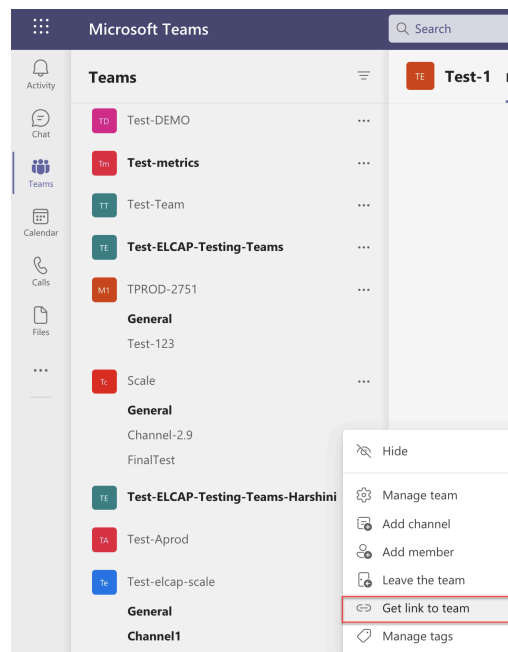 Microsoft Teams
Search
Activity
Chat
Teams
Calendar
Calls
Files
Teams
TD Test-DEMO
Tm Test-metrics
TT Test-Team
TE Test-ELCAP-Testing-Teams
M1 TPROD-2751
General
Test-123
Tc Scale
General
Channel-2.9
FinalTest
TE Test-ELCAP-Testing-Teams-Harshini
TA Test-Aprod
Te Test-elcap-scale
General
Channel1
TE Test-1
Hide
Manage team
Add channel
Add member
Leave the team
Get link to team
Manage tags